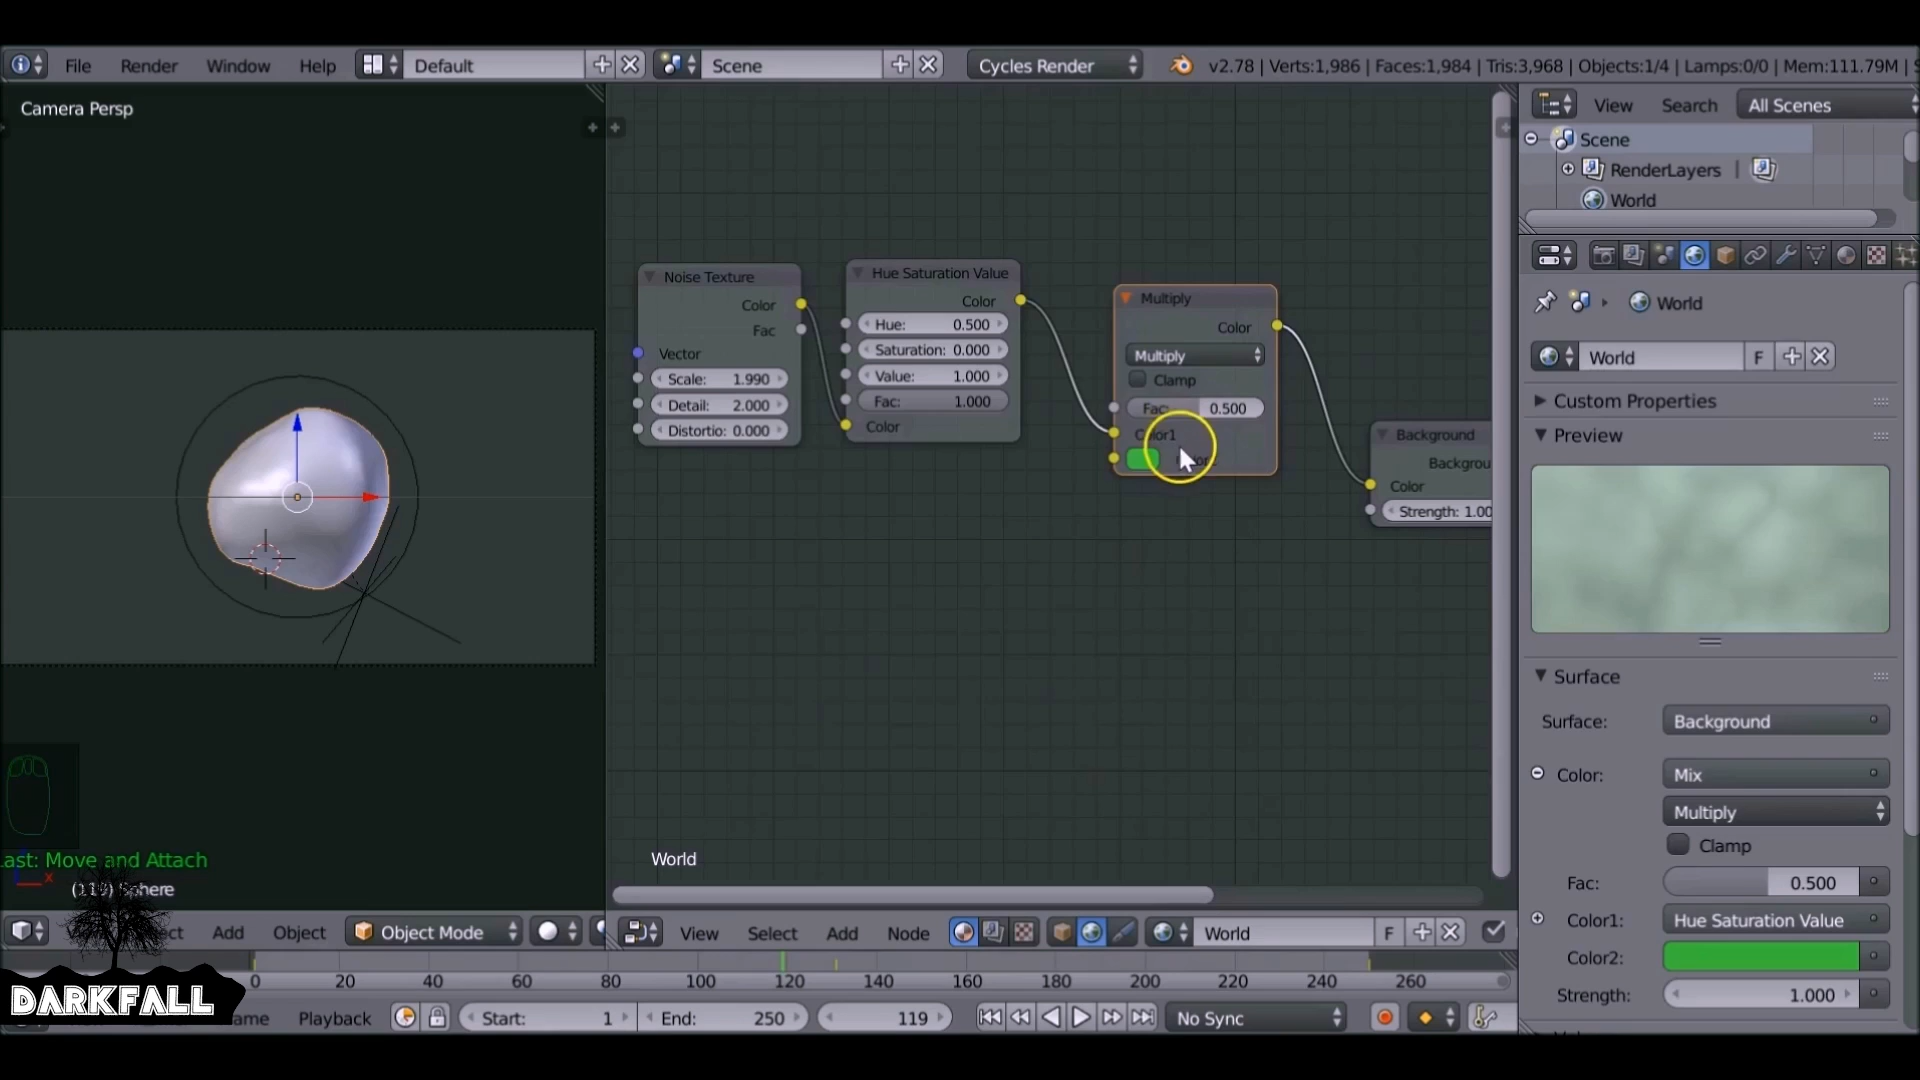 File Render Window Help Default Scene Cycles Render v2.78 | Verts:1,986 | Faces:1,984 | Tris:3,968 | Objects:1/4 | Lamps:0/0 | Mem:111.79M |
Camera Persp
View Search All Scenes
Scene
RenderLayers
World
Noise Texture
Color
Fac
Vector
Scale: 1.990
Detail: 2.000
Distortio: 0.000
Hue Saturation Value
Color
Hue: 0.500
Saturation: 0.000
Value: 1.000
Fac: 1.000
Color
Multiply
Color
Multiply
Clamp
Fac: 0.500
Color1
Background
Backgrou
Color
Strength: 1.00
World
World F
Custom Properties
Preview
Surface
Surface: Background
Color: Mix
Multiply
Clamp
Fac: 0.500
Color1: Hue Saturation Value
Color2:
Strength: 1.000
World
ast: Move and Attach
(119) Sphere
Add Object Object Mode
View Select Add Node World F
0 20 40 60 80 100 120 140 160 180 200 220 240 260
DARKFALL
Playback Start: 1 End: 250 119 No Sync